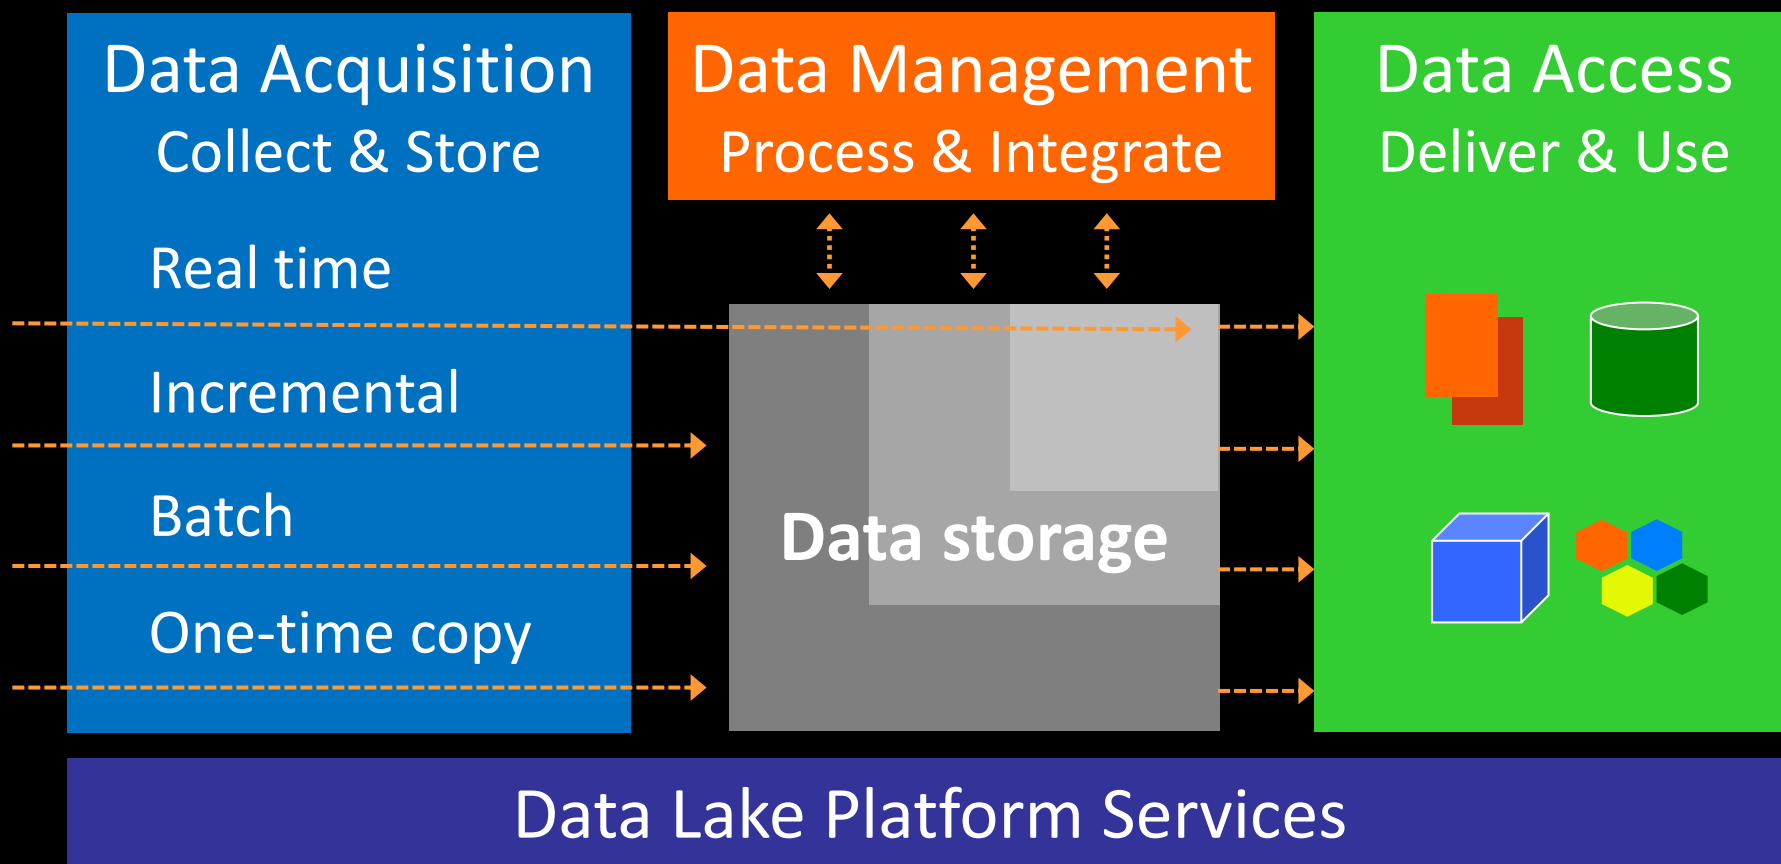 Data Acquisition
Collect & Store
Real time
Incremental
Batch
One-time copy
Data Management
Process & Integrate
Data storage
Data Access
Deliver & Use
Data Lake Platform Services